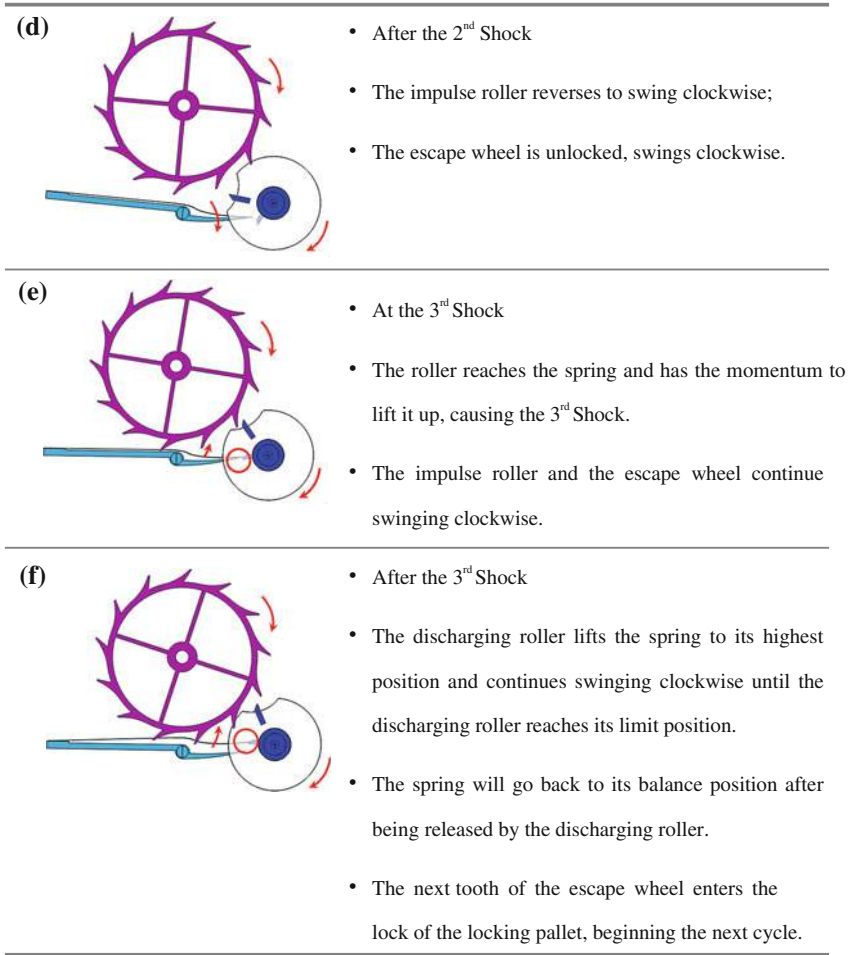 (d)
• After the 2nd Shock
• The impulse roller reverses to swing clockwise;
• The escape wheel is unlocked, swings clockwise.
(e)
• At the 3rd Shock
• The roller reaches the spring and has the momentum to
lift it up, causing the 3rd Shock.
• The impulse roller and the escape wheel continue
swinging clockwise.
(f)
• After the 3rd Shock
• The discharging roller lifts the spring to its highest
position and continues swinging clockwise until the
discharging roller reaches its limit position.
• The spring will go back to its balance position after
being released by the discharging roller.
• The next tooth of the escape wheel enters the
lock of the locking pallet, beginning the next cycle.